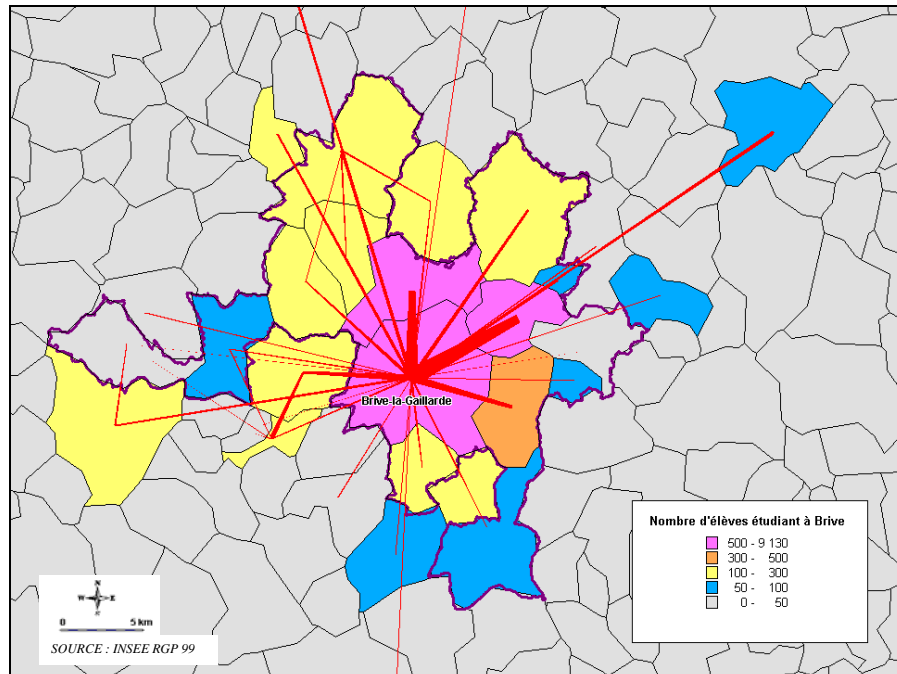 Brive-la-Gaillarde
Nombre d'élèves étudiant à Brive
500 - 9 130
300 - 500
100 - 300
50 - 100
0 - 50
N
W E
S
0 5 km
SOURCE : INSEE RGP 99